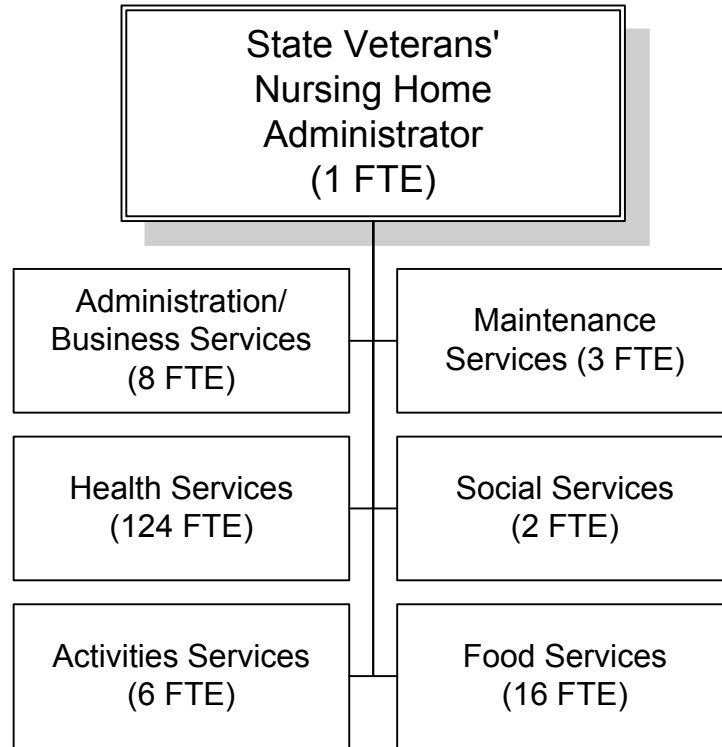 State Veterans'
Nursing Home
Administrator
(1 FTE)
Administration/
Business Services
(8 FTE)
Maintenance
Services (3 FTE)
Health Services
(124 FTE)
Social Services
(2 FTE)
Activities Services
(6 FTE)
Food Services
(16 FTE)